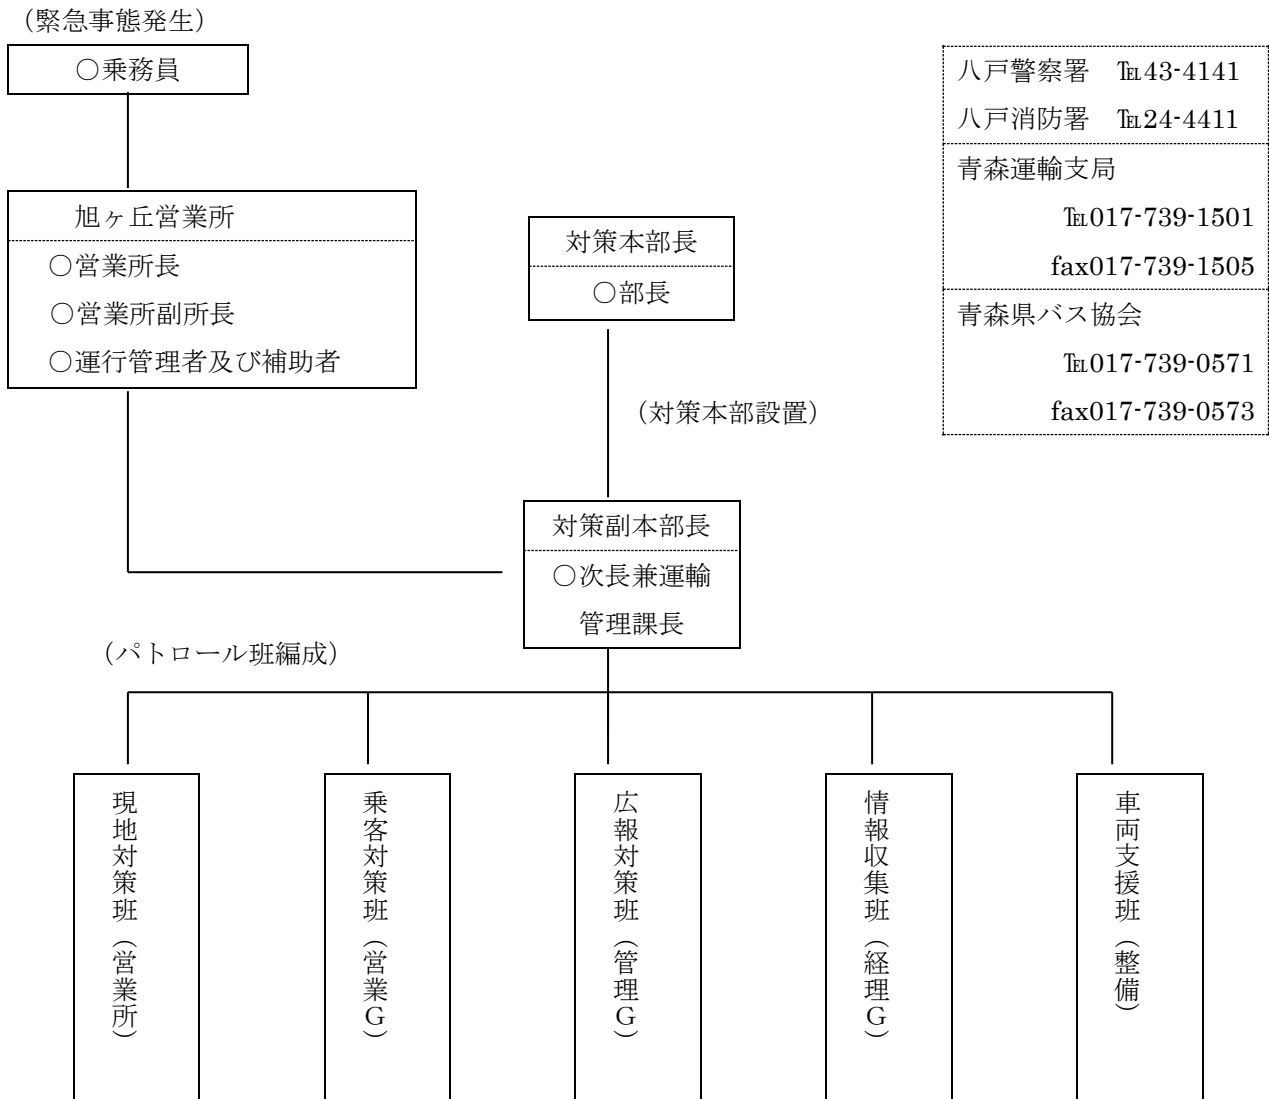 （緊急事態発生）
○乗務員
旭ヶ丘営業所
○営業所長
○営業所副所長
○運行管理者及び補助者
対策本部長
○部長
（対策本部設置）
対策副本部長
○次長兼運輸
管理課長
八戸警察署　℡43-4141
八戸消防署　℡24-4411
青森運輸支局
℡017-739-1501
fax017-739-1505
青森県バス協会
℡017-739-0571
fax017-739-0573
（パトロール班編成）
現地対策班（営業所）
乗客対策班（営業G）
広報対策班（管理G）
情報収集班（経理G）
車両支援班（整備）